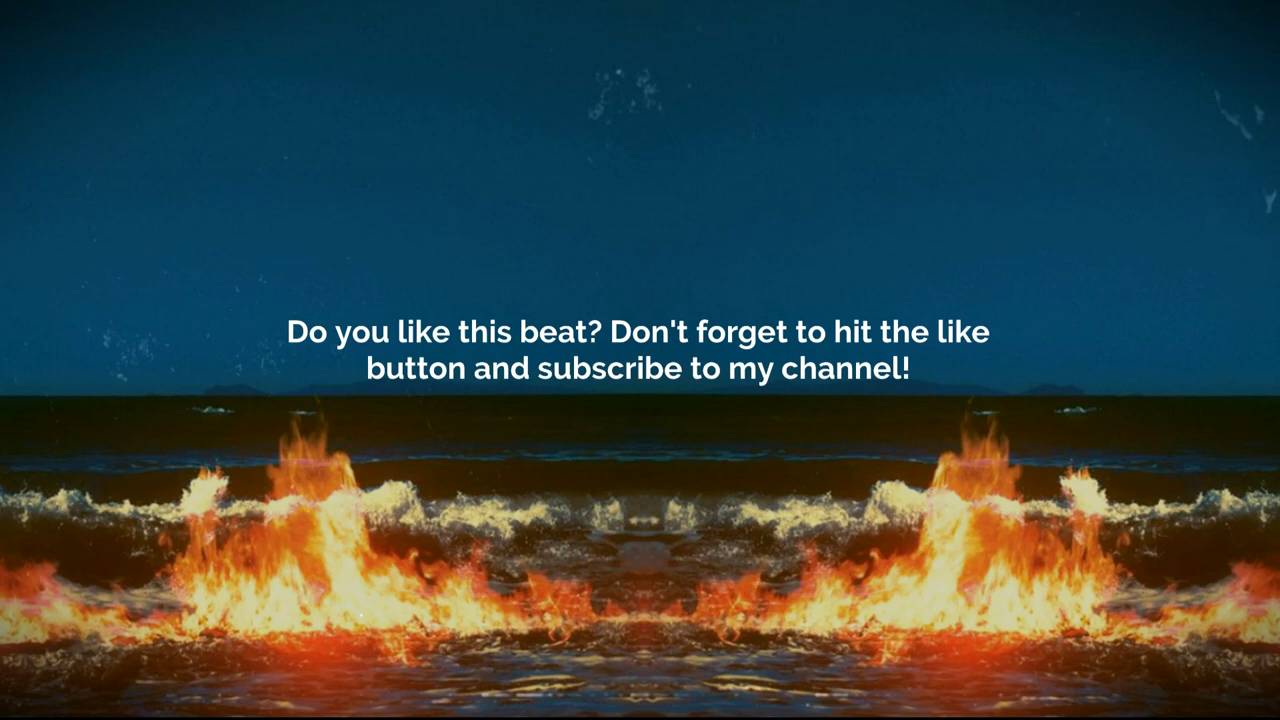 Do you like this beat? Don't forget to hit the like
button and subscribe to my channel!